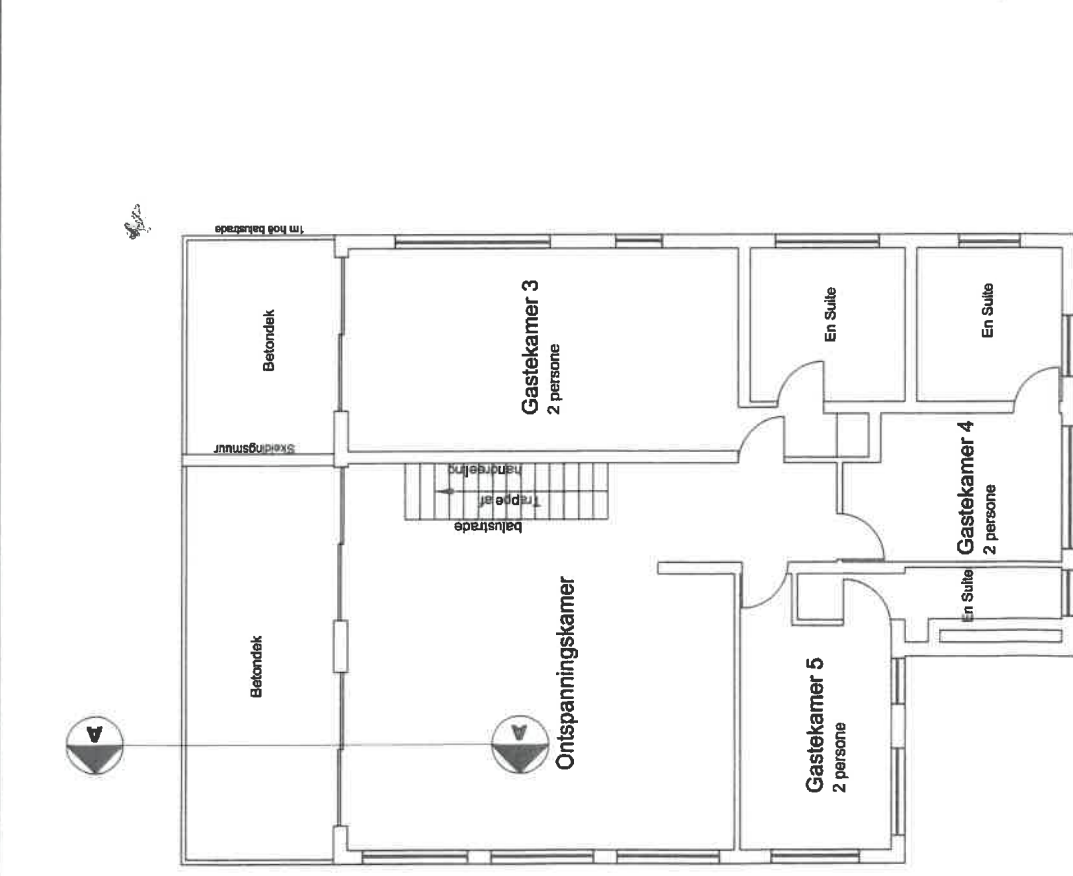 1m hoë balustrade
Betondek
Skeidingsmuur
Betondek
A
A
Gastekamer 3
2 persone
En Suite
En Suite
handreeling
Trappe af
balustrade
Ontspanningskamer
Gastekamer 4
2 persone
En Suite
Gastekamer 5
2 persone